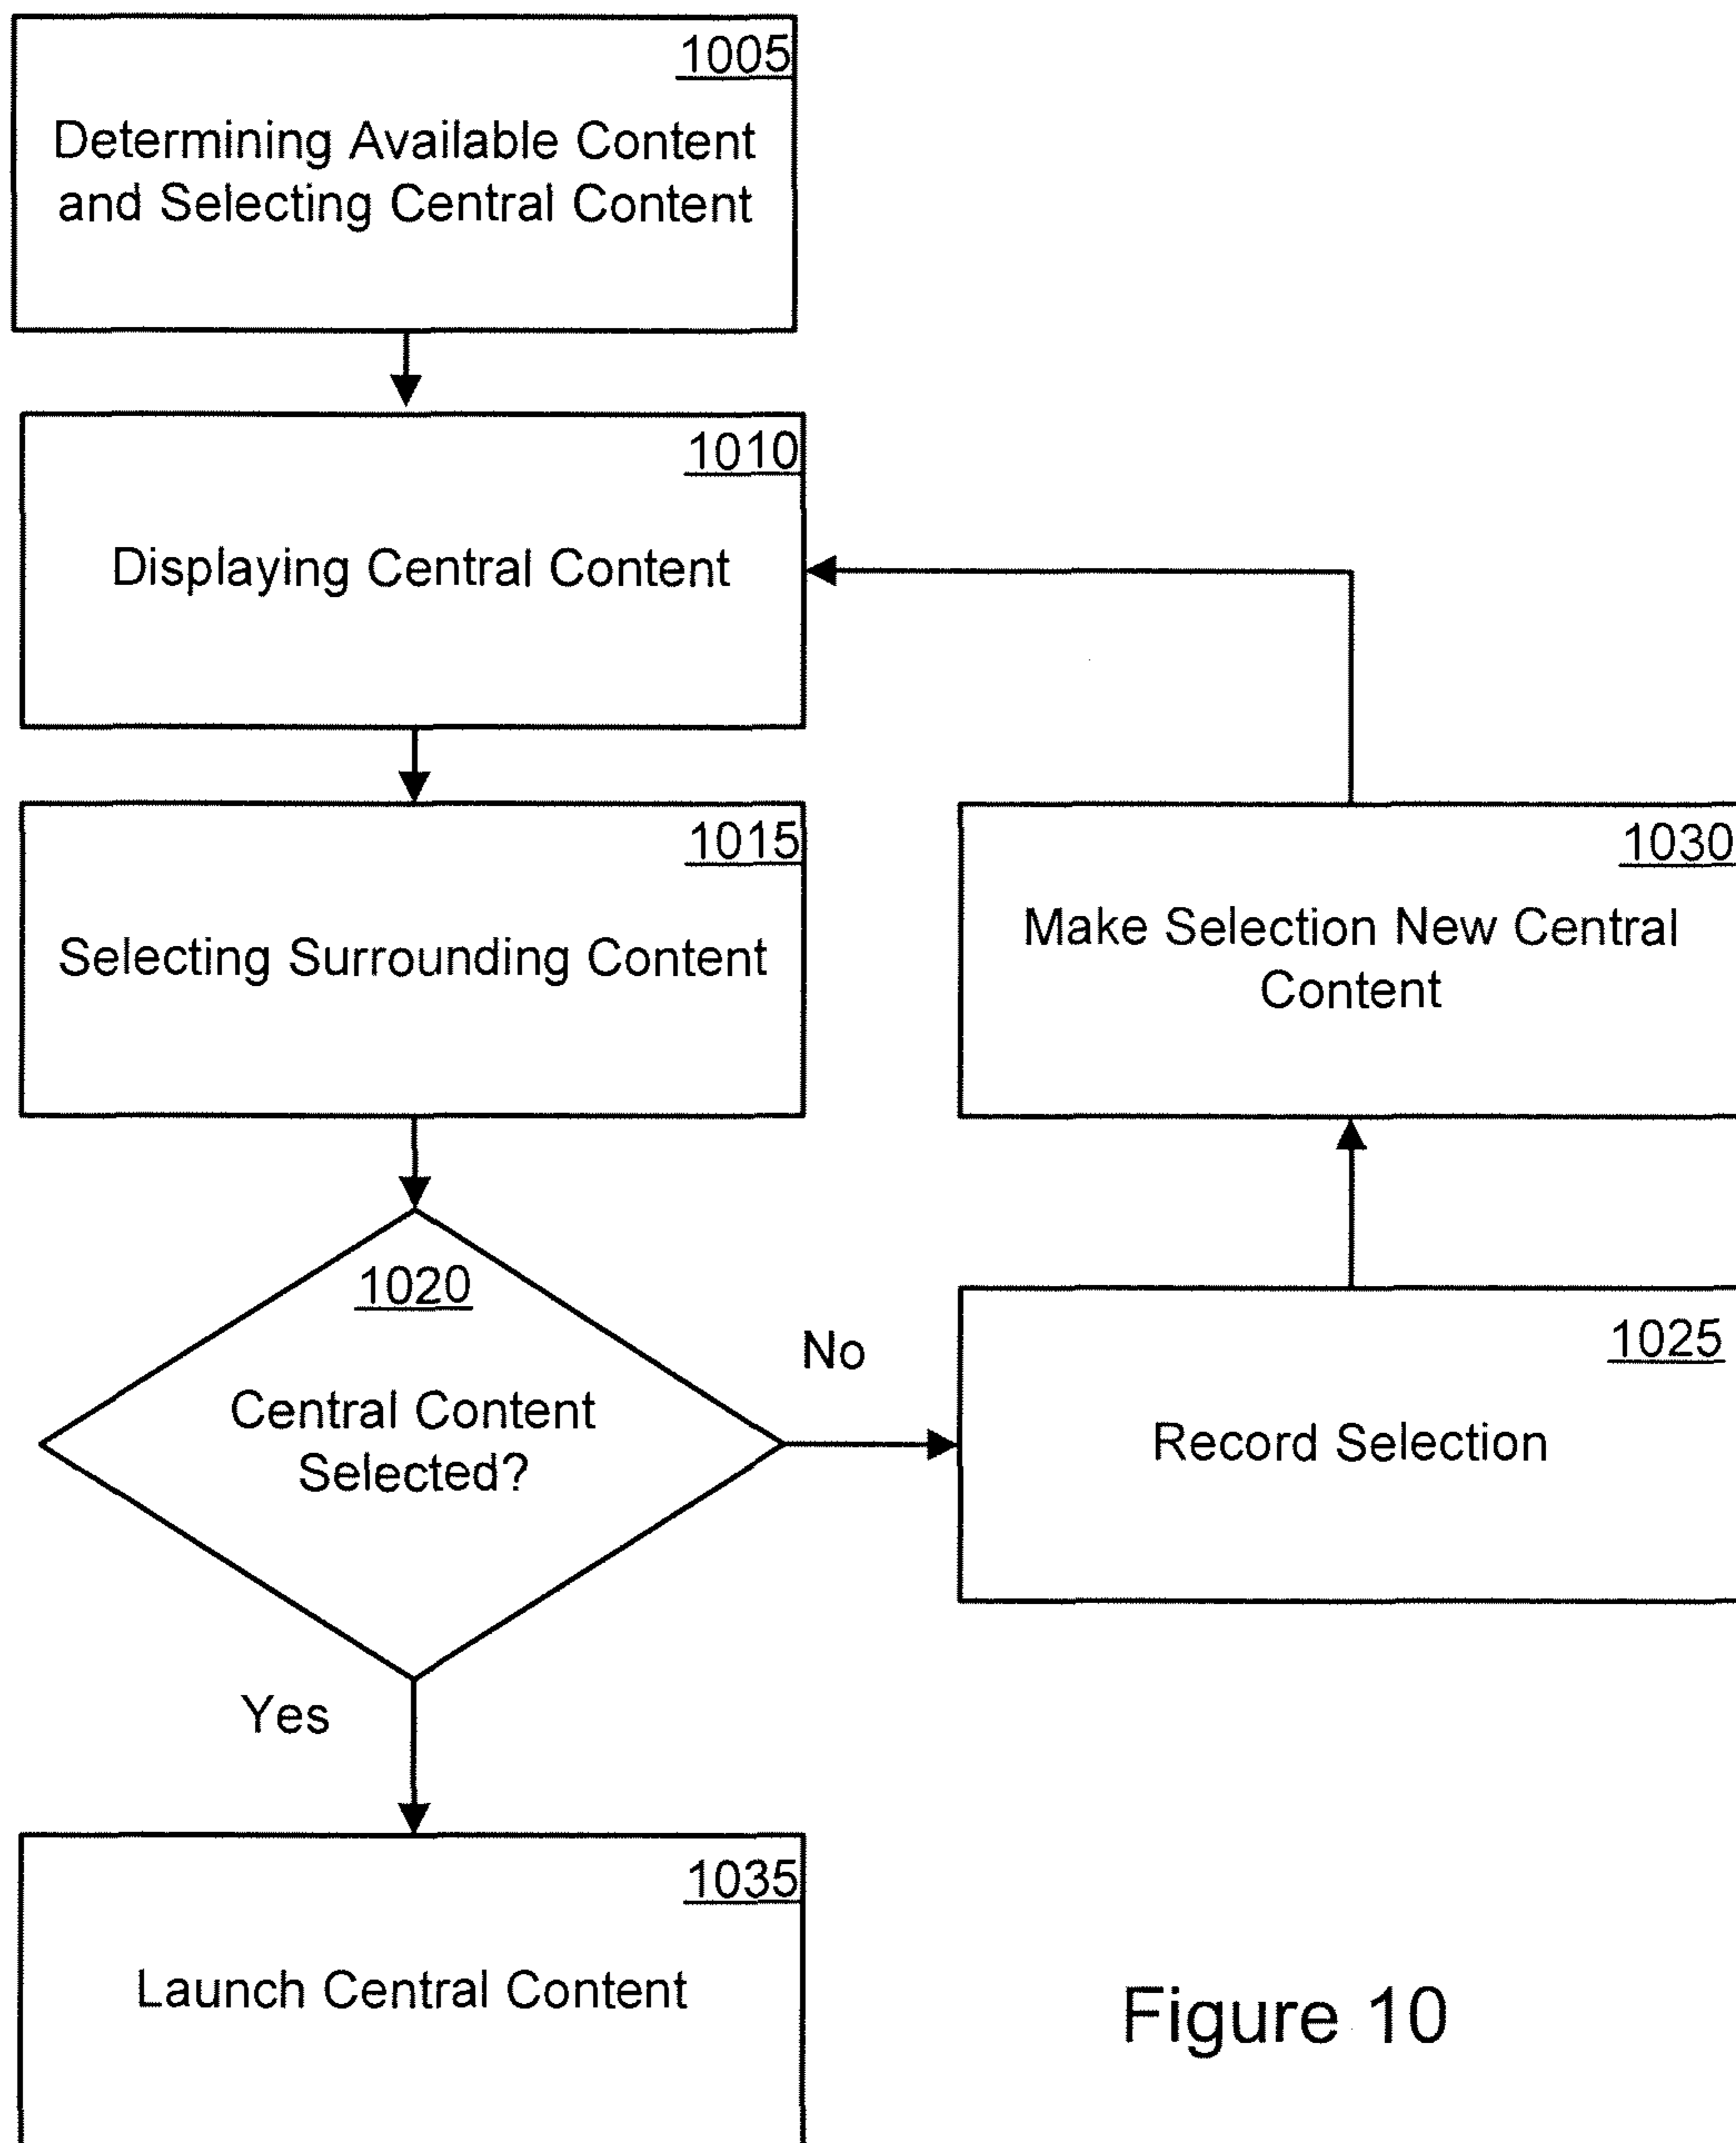 1005
Determining Available Content
and Selecting Central Content
1010
Displaying Central Content
1015
Selecting Surrounding Content
1030
Make Selection New Central
Content
1020
Central Content
Selected?
No
1025
Record Selection
Yes
1035
Launch Central Content
Figure 10